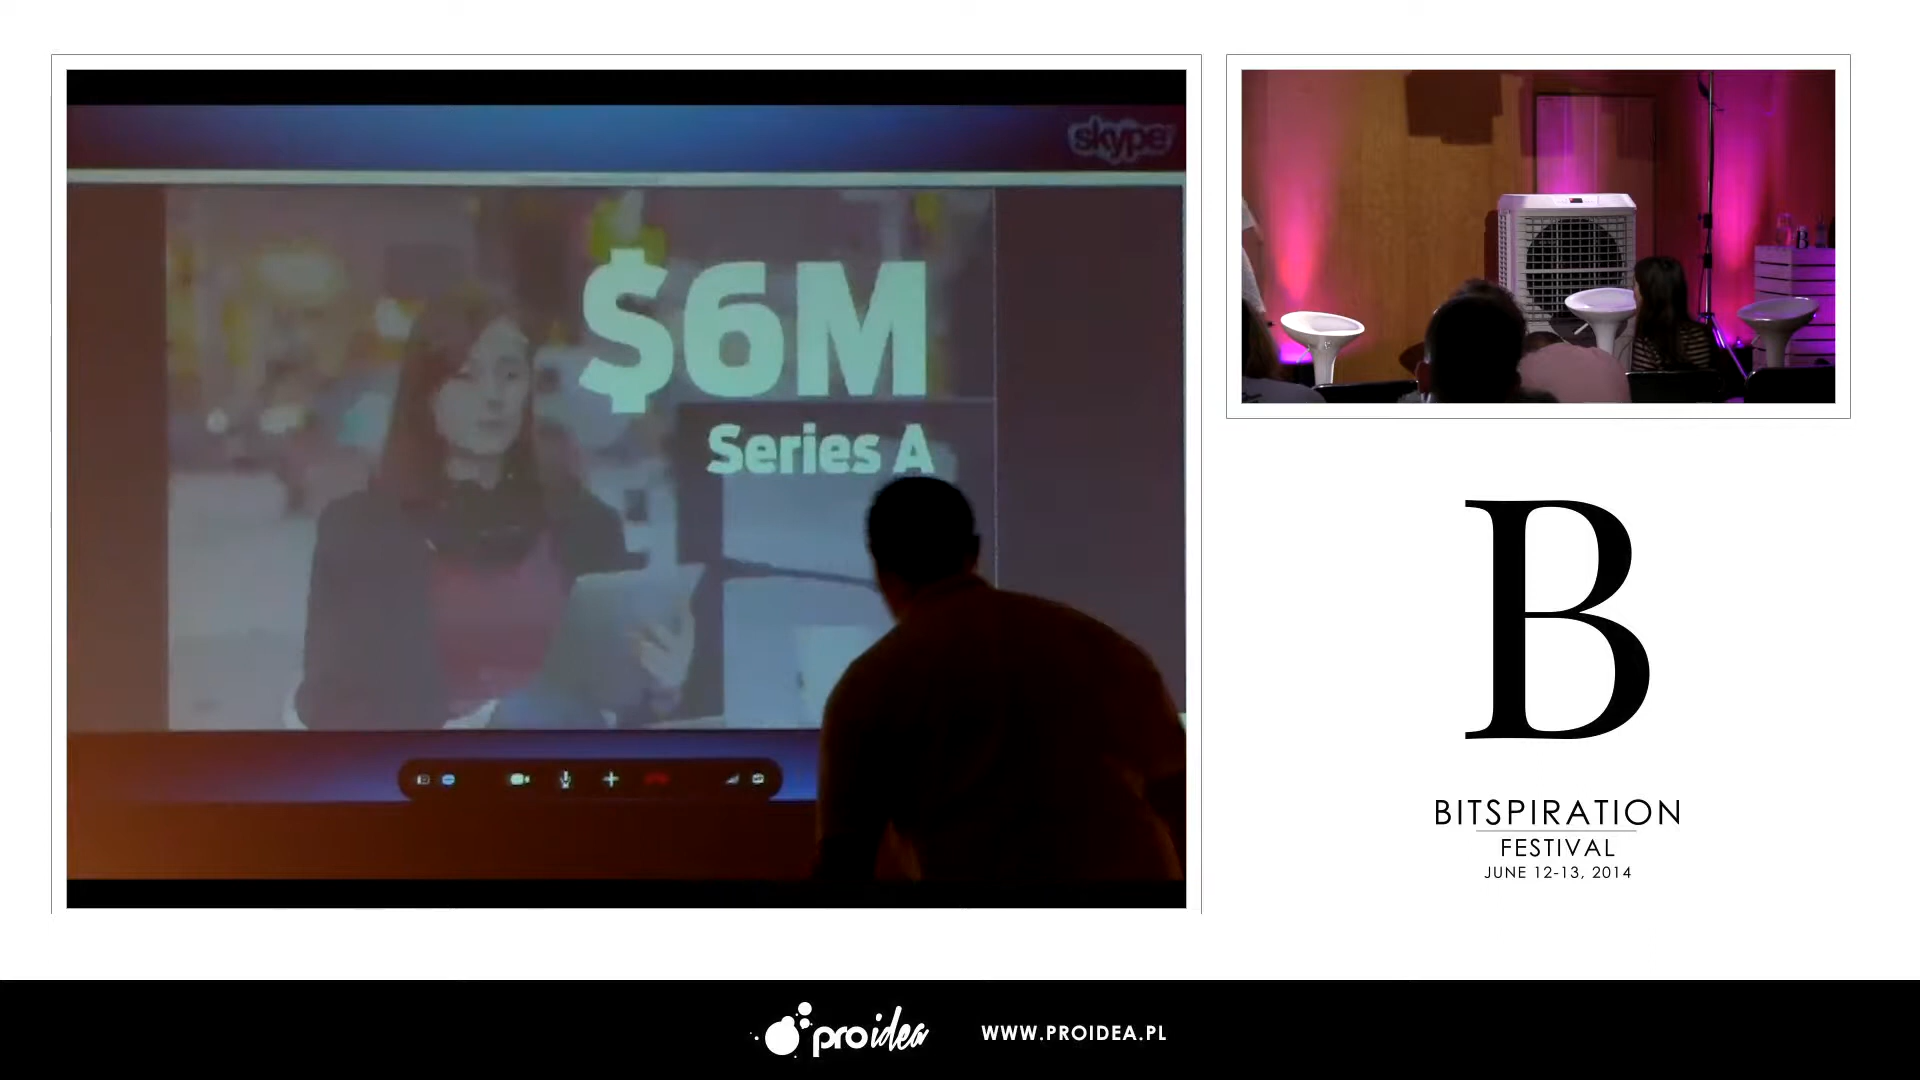 skype
$6M
Series A
B
BITSPIRATION
FESTIVAL
JUNE 12-13, 2014
proidea
WWW.PROIDEA.PL